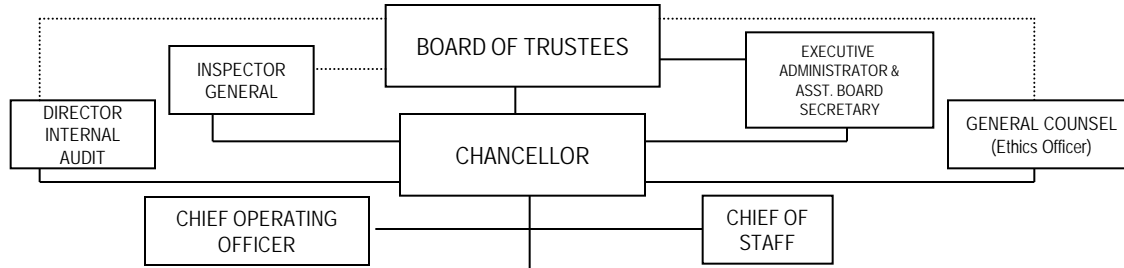 BOARD OF TRUSTEES
INSPECTOR
GENERAL
EXECUTIVE
ADMINISTRATOR &
ASST. BOARD
SECRETARY
DIRECTOR
INTERNAL
AUDIT
GENERAL COUNSEL
(Ethics Officer)
CHANCELLOR
CHIEF OPERATING
OFFICER
CHIEF OF
STAFF